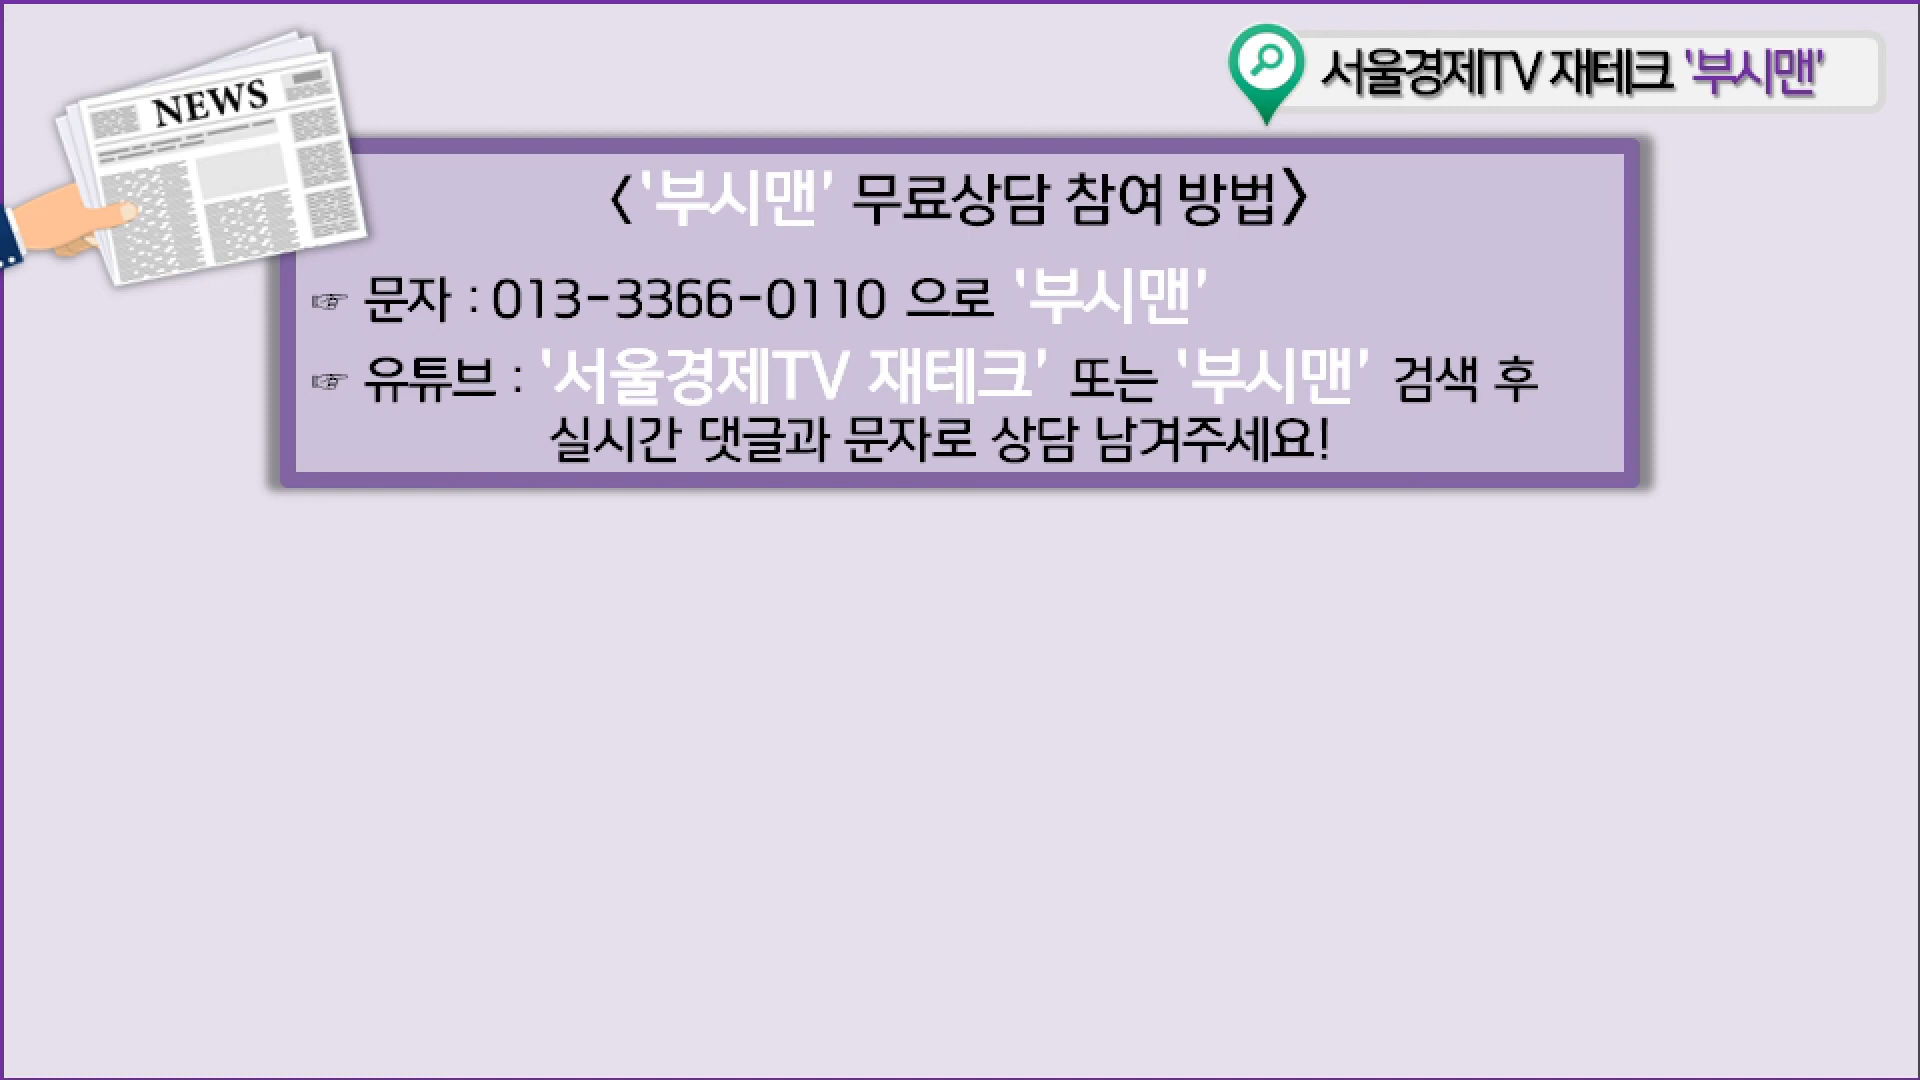 NEWS
서울경제TV 재테크 '부시맨'
<'부시맨' 무료상담 참여 방법>
☞ 문자 : 013-3366-0110 으로 '부시맨'
☞ 유튜브 : '서울경제TV 재테크' 또는 '부시맨' 검색 후
실시간 댓글과 문자로 상담 남겨주세요!